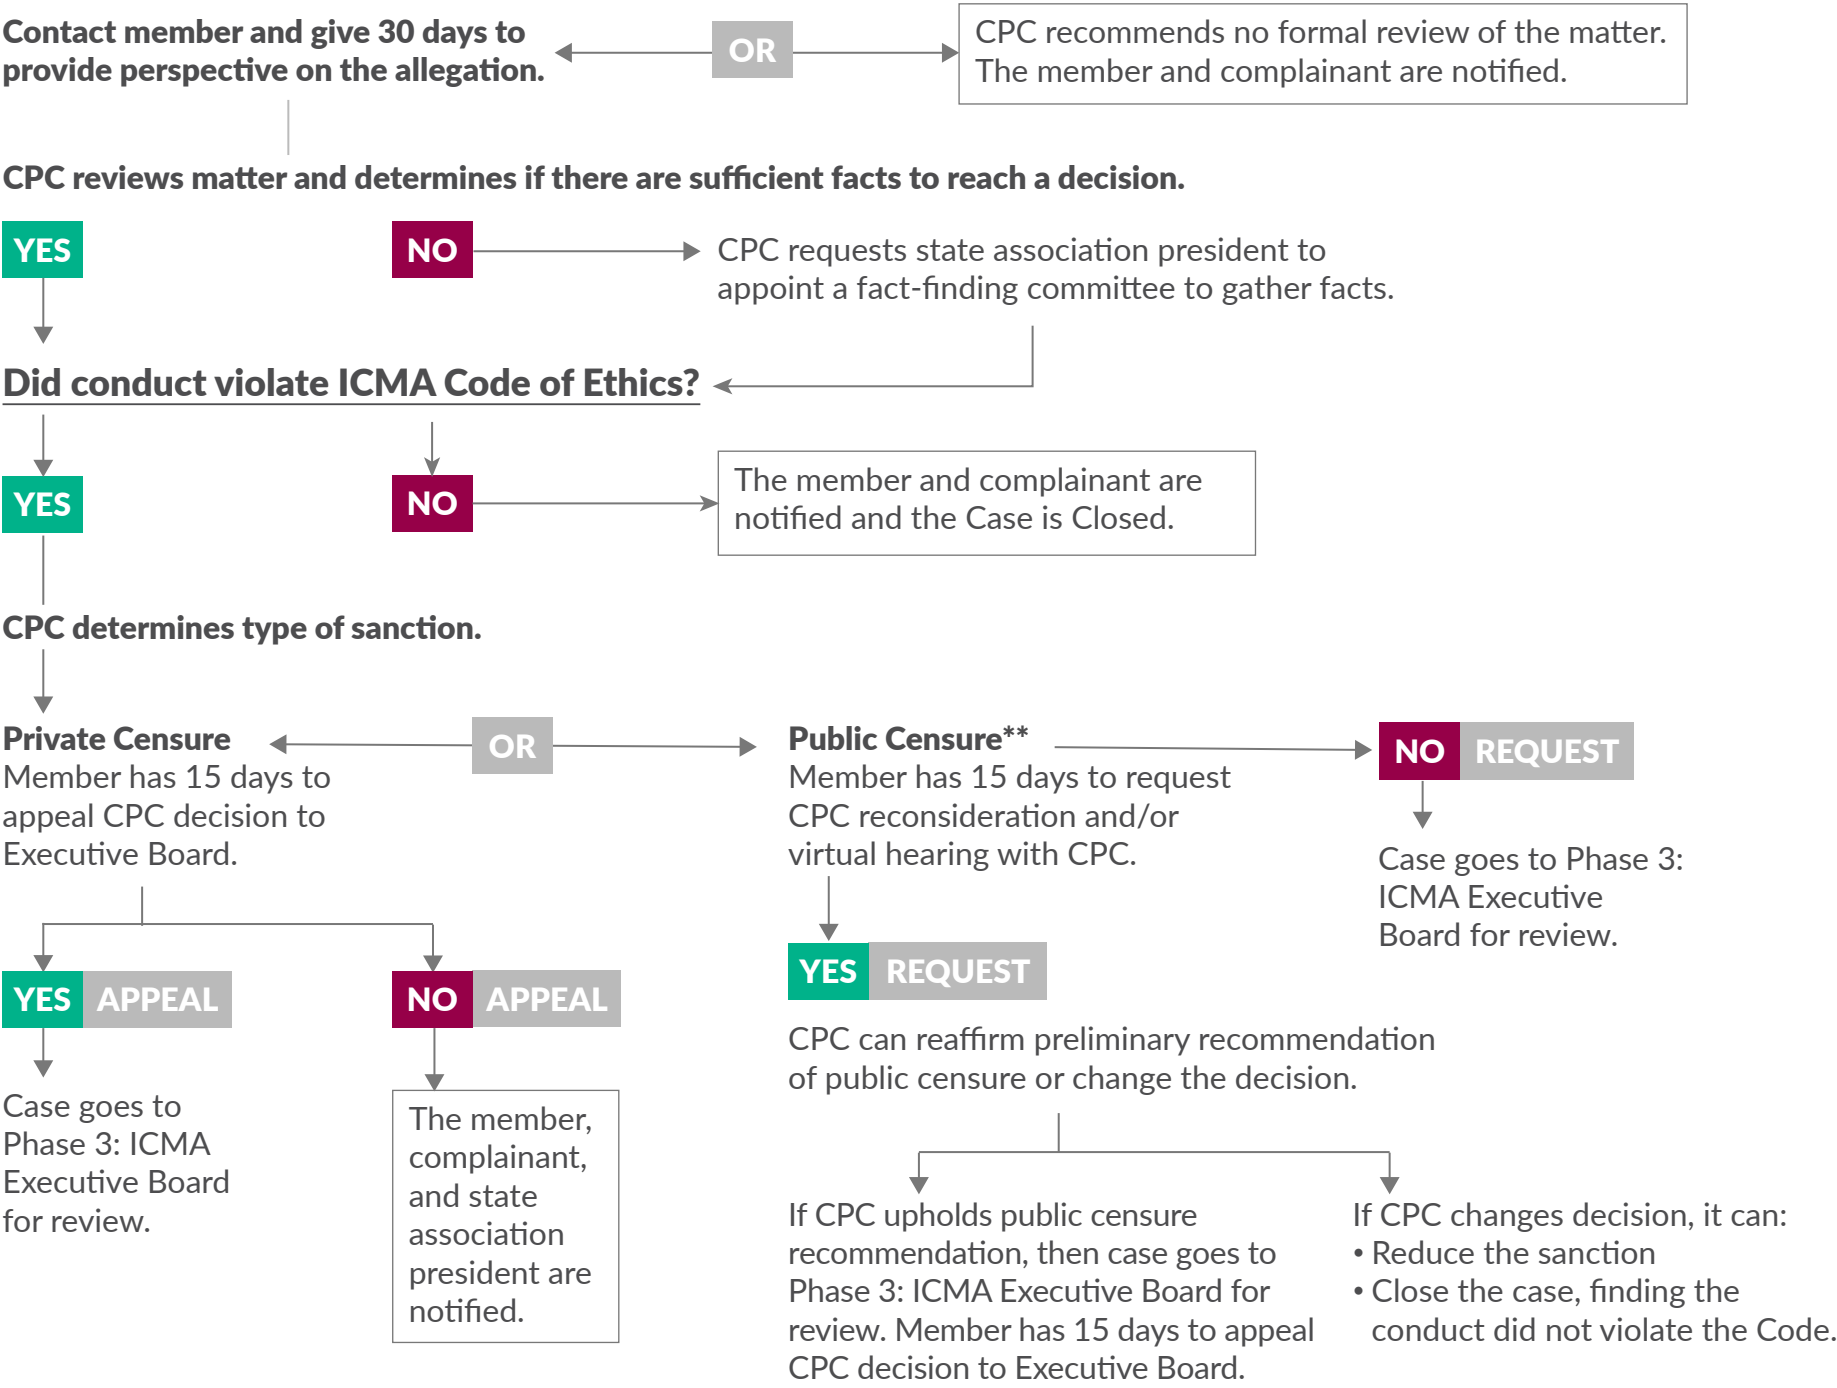 Contact member and give 30 days to
provide perspective on the allegation.
OR
CPC recommends no formal review of the matter.
The member and complainant are notified.
CPC reviews matter and determines if there are sufficient facts to reach a decision.
YES
NO
CPC requests state association president to
appoint a fact-finding committee to gather facts.
Did conduct violate ICMA Code of Ethics?
YES
NO
The member and complainant are
notified and the Case is Closed.
CPC determines type of sanction.
Private Censure
Member has 15 days to
appeal CPC decision to
Executive Board.
OR
Public Censure**
Member has 15 days to request
CPC reconsideration and/or
virtual hearing with CPC.
NO REQUEST
Case goes to Phase 3:
ICMA Executive
Board for review.
YES APPEAL
Case goes to
Phase 3: ICMA
Executive Board
for review.
NO APPEAL
The member,
complainant,
and state
association
president are
notified.
YES REQUEST
CPC can reaffirm preliminary recommendation
of public censure or change the decision.
If CPC upholds public censure
recommendation, then case goes to
Phase 3: ICMA Executive Board for
review. Member has 15 days to appeal
CPC decision to Executive Board.
If CPC changes decision, it can:
• Reduce the sanction
• Close the case, finding the
conduct did not violate the Code.